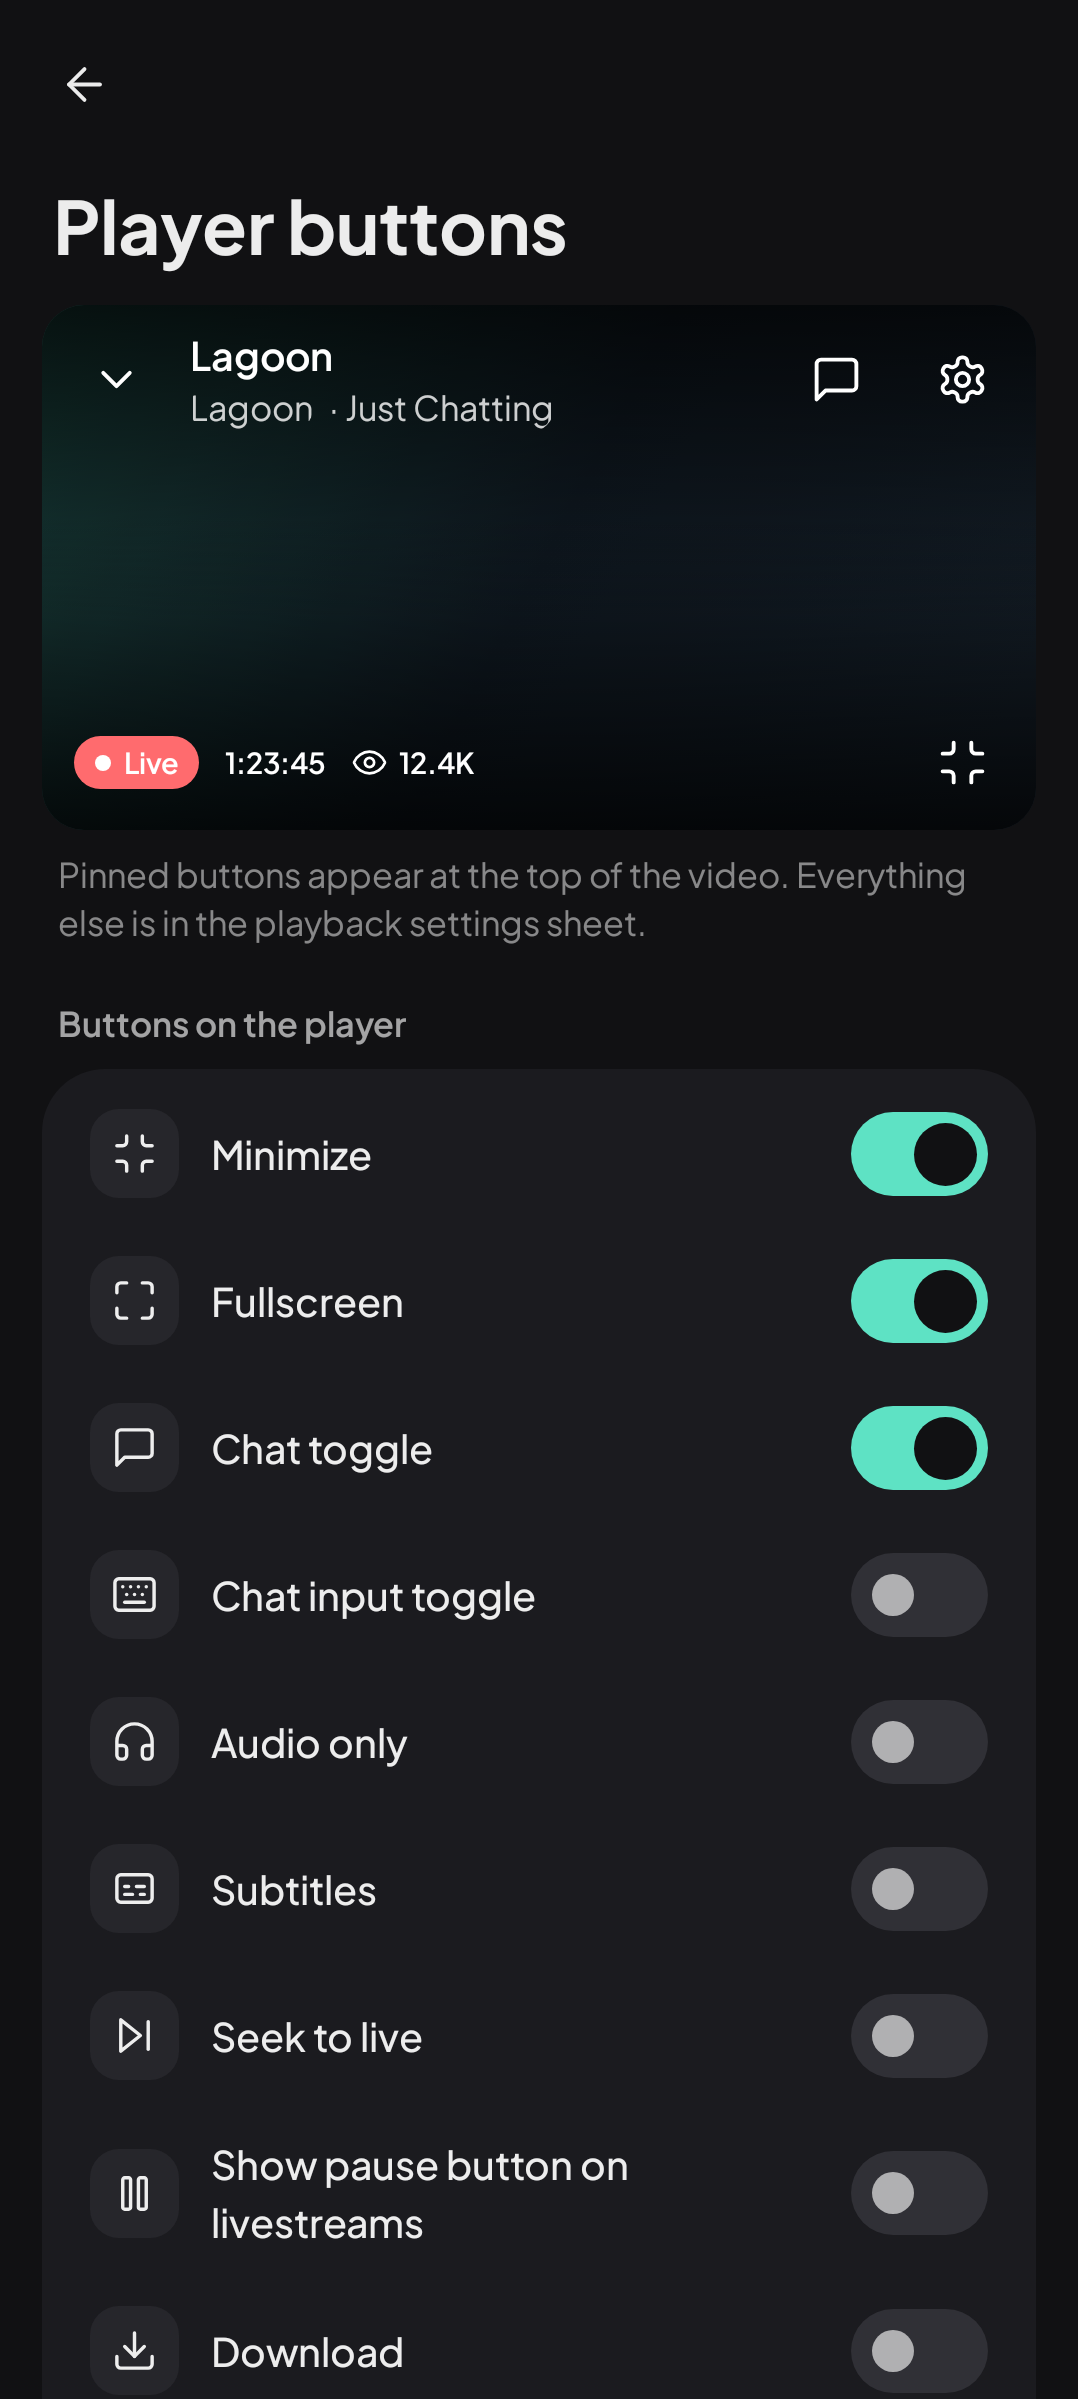 Player buttons
Lagoon
Lagoon · Just Chatting
Live 1:23:45 12.4K
Pinned buttons appear at the top of the video. Everything
else is in the playback settings sheet.
Buttons on the player
Minimize
Fullscreen
Chat toggle
Chat input toggle
Audio only
Subtitles
Seek to live
Show pause button on
livestreams
Download